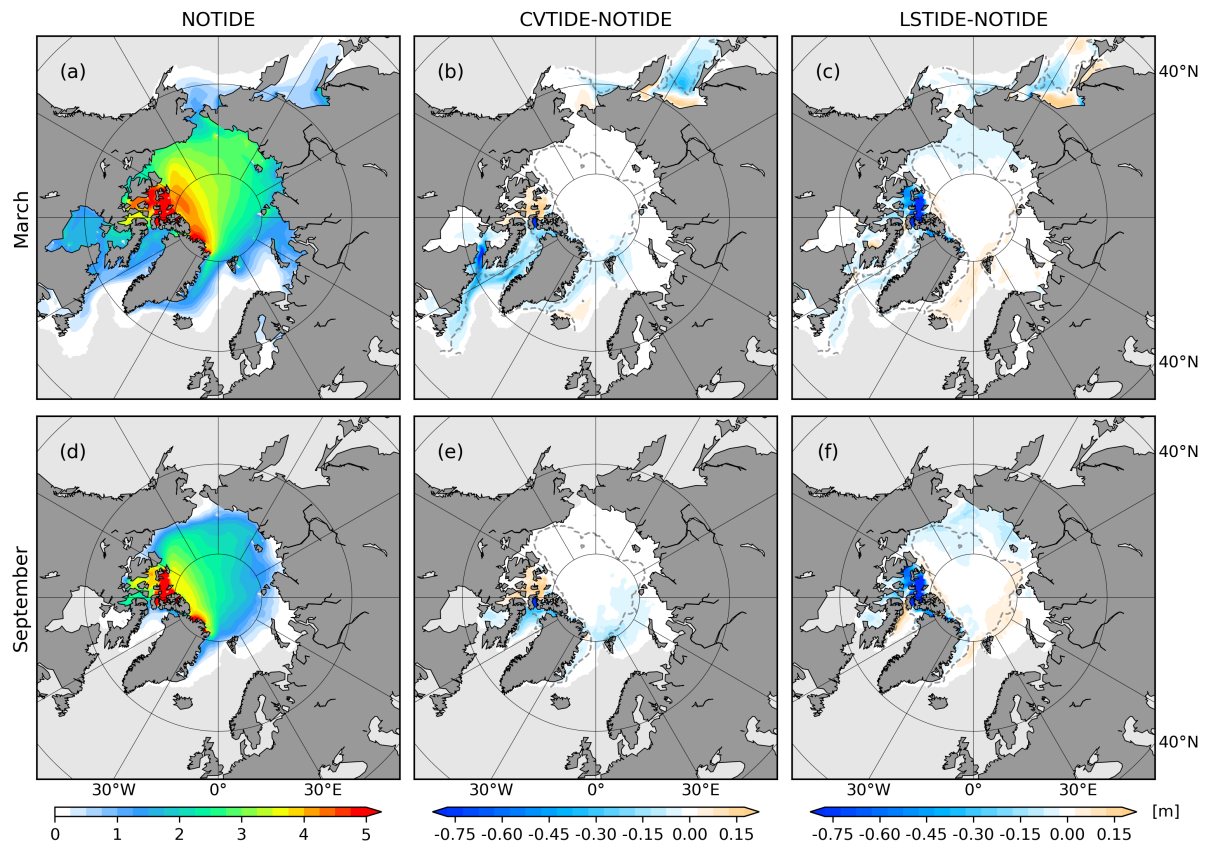 NOTIDE CVTIDE-NOTIDE LSTIDE-NOTIDE
(a) (b) (c) 40°N
March
40°N
(d) (e) (f) 40°N
September
40°N
30°W 0° 30°E 30°W 0° 30°E 30°W 0° 30°E
[m]
0 1 2 3 4 5 -0.75 -0.60 -0.45 -0.30 -0.15 0.00 0.15 -0.75 -0.60 -0.45 -0.30 -0.15 0.00 0.15